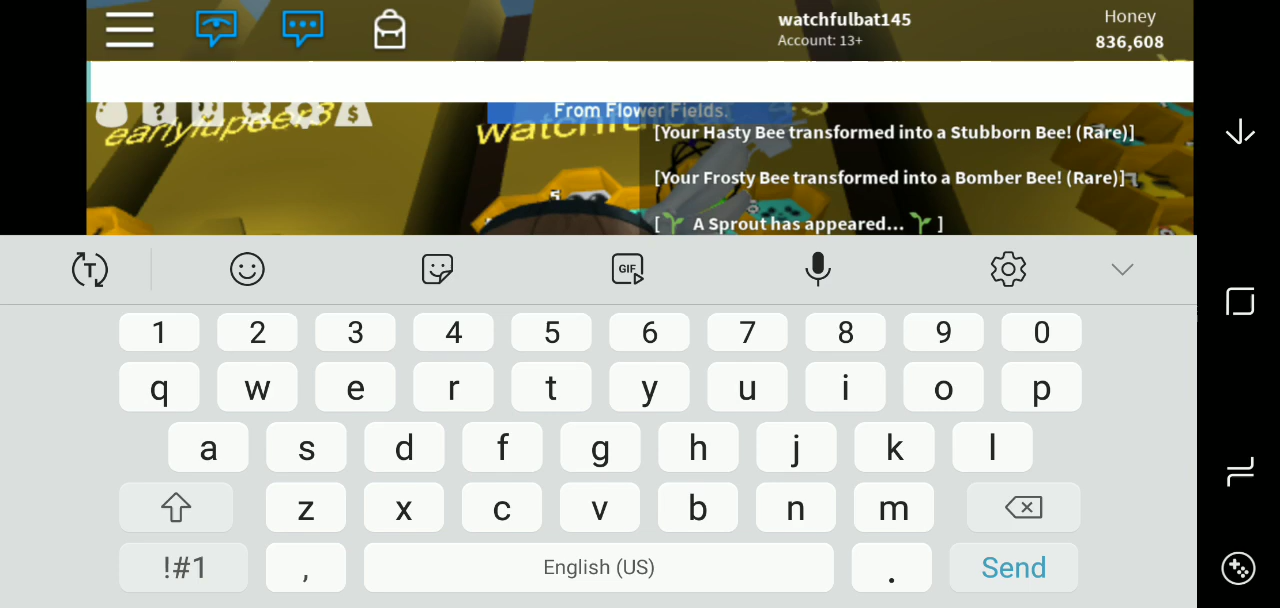 watchfulbat145
Account: 13+
Honey
836,608
From Flower Fields.
[Your Hasty Bee transformed into a Stubborn Bee! (Rare)]
[Your Frosty Bee transformed into a Bomber Bee! (Rare)]
[🌱 A Sprout has appeared... 🌱 ]
T
GIF
1 2 3 4 5 6 7 8 9 0
q w e r t y u i o p
a s d f g h j k l
z x c v b n m
!#1 , English (US) . Send